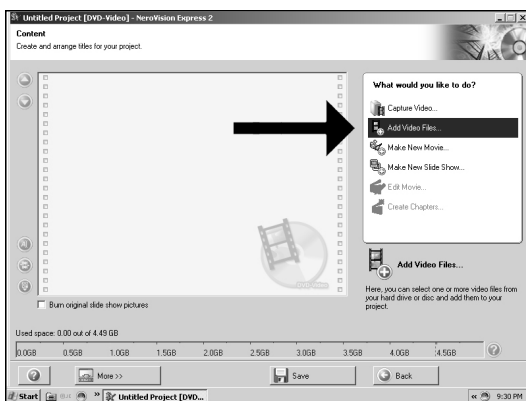 Untitled Project [DVD-Video] - NeroVision Express 2
Content
Create and arrange titles for your project.
What would you like to do?
Capture Video...
Add Video Files...
Make New Movie...
Make New Slide Show...
Edit Movie...
Create Chapters...
DVD-Video
Add Video Files...
Here, you can select one or more video files from
your hard drive or disc and add them to your
project.
Burn original slide show pictures
Used space: 0.00 out of 4.49 GB
0.0GB 0.5GB 1.0GB 1.5GB 2.0GB 2.5GB 3.0GB 3.5GB 4.0GB 4.5GB
More >>
Save
Back
Start
Untitled Project [DVD...
9:30 PM